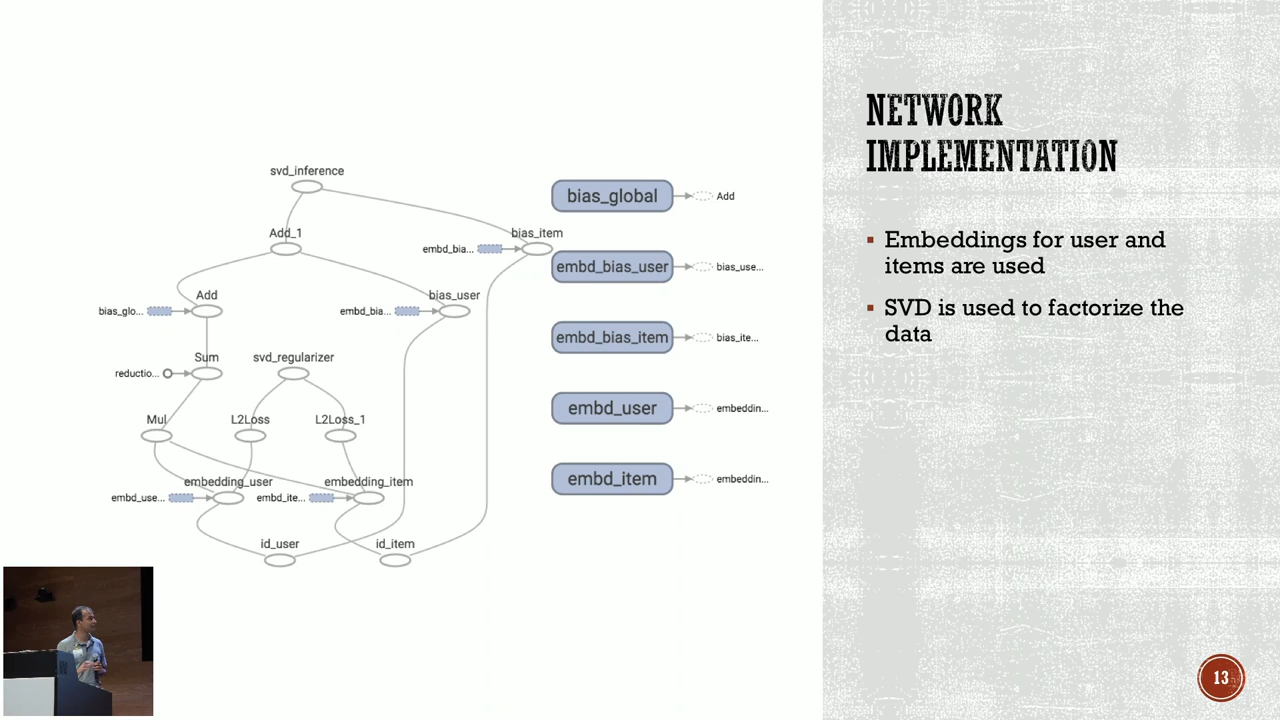 NETWORK
IMPLEMENTATION
▪ Embeddings for user and
items are used
▪ SVD is used to factorize the
data
svd_inference
Add_1
bias_item
embd_bia...
Add
bias_user
bias_glo...
embd_bia...
Sum
svd_regularizer
reductio...
Mul
L2Loss
L2Loss_1
embedding_user
embedding_item
embd_use...
embd_ite...
id_user
id_item
bias_global
Add
embd_bias_user
bias_use...
embd_bias_item
bias_ite...
embd_user
embeddin...
embd_item
embeddin...
13